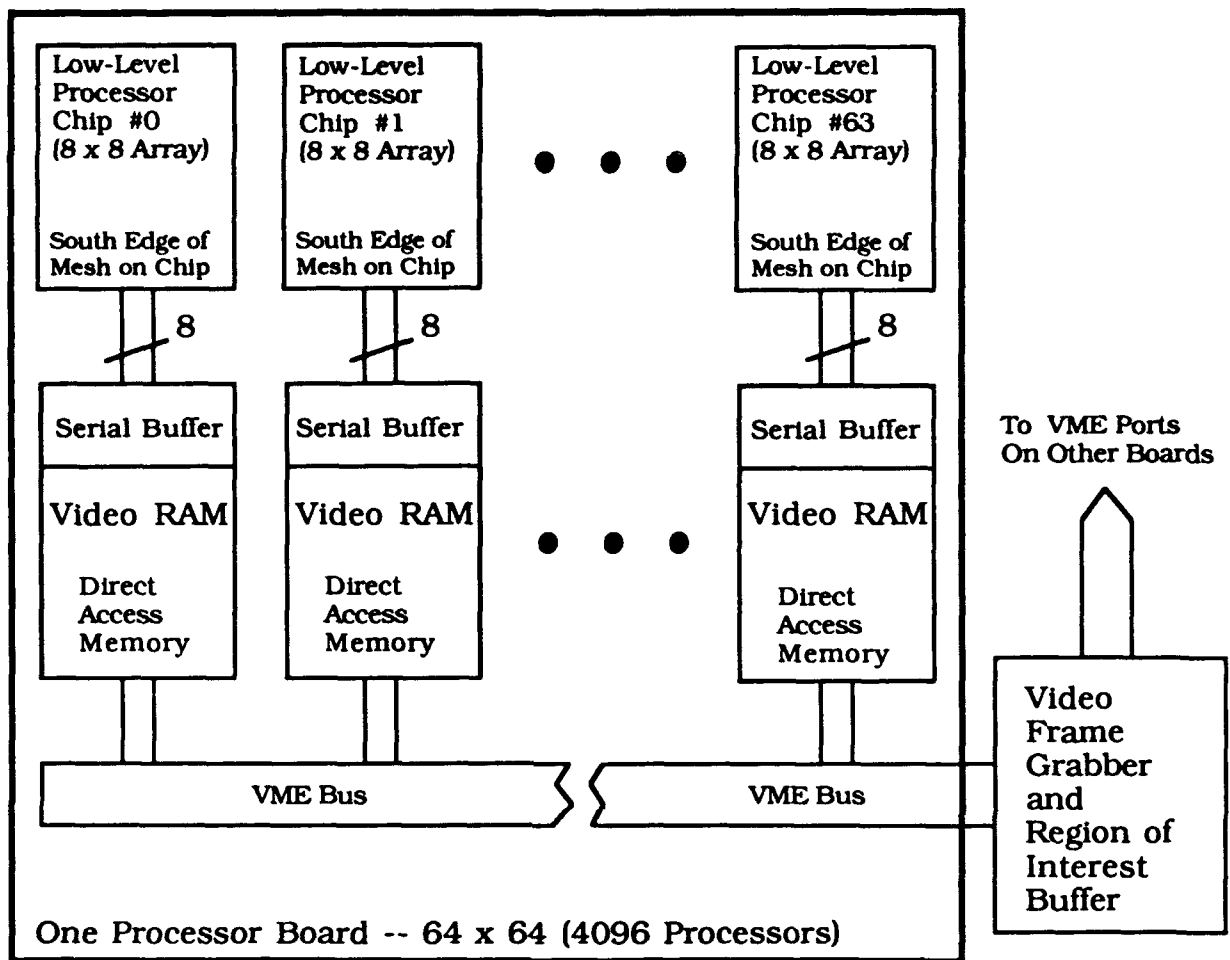 Low-Level
Processor
Chip #0
(8 x 8 Array)
South Edge of
Mesh on Chip
8
Serial Buffer
Video RAM
Direct
Access
Memory
Low-Level
Processor
Chip #1
(8 x 8 Array)
South Edge of
Mesh on Chip
8
Serial Buffer
Video RAM
Direct
Access
Memory
Low-Level
Processor
Chip #63
(8 x 8 Array)
South Edge of
Mesh on Chip
8
Serial Buffer
Video RAM
Direct
Access
Memory
VME Bus
VME Bus
To VME Ports
On Other Boards
Video
Frame
Grabber
and
Region of
Interest
Buffer
One Processor Board -- 64 x 64 (4096 Processors)